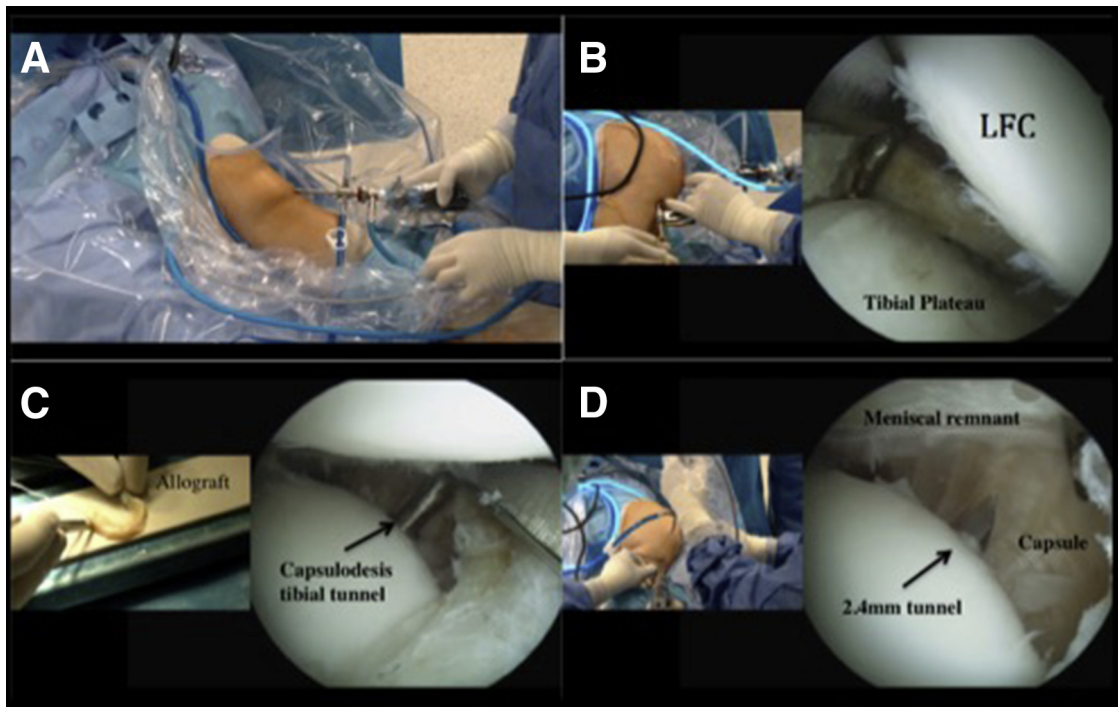 A
B
LFC
Tibial Plateau
C
Allograft
Capsulodesis
tibial tunnel
D
Meniscal remnant
Capsule
2.4mm tunnel